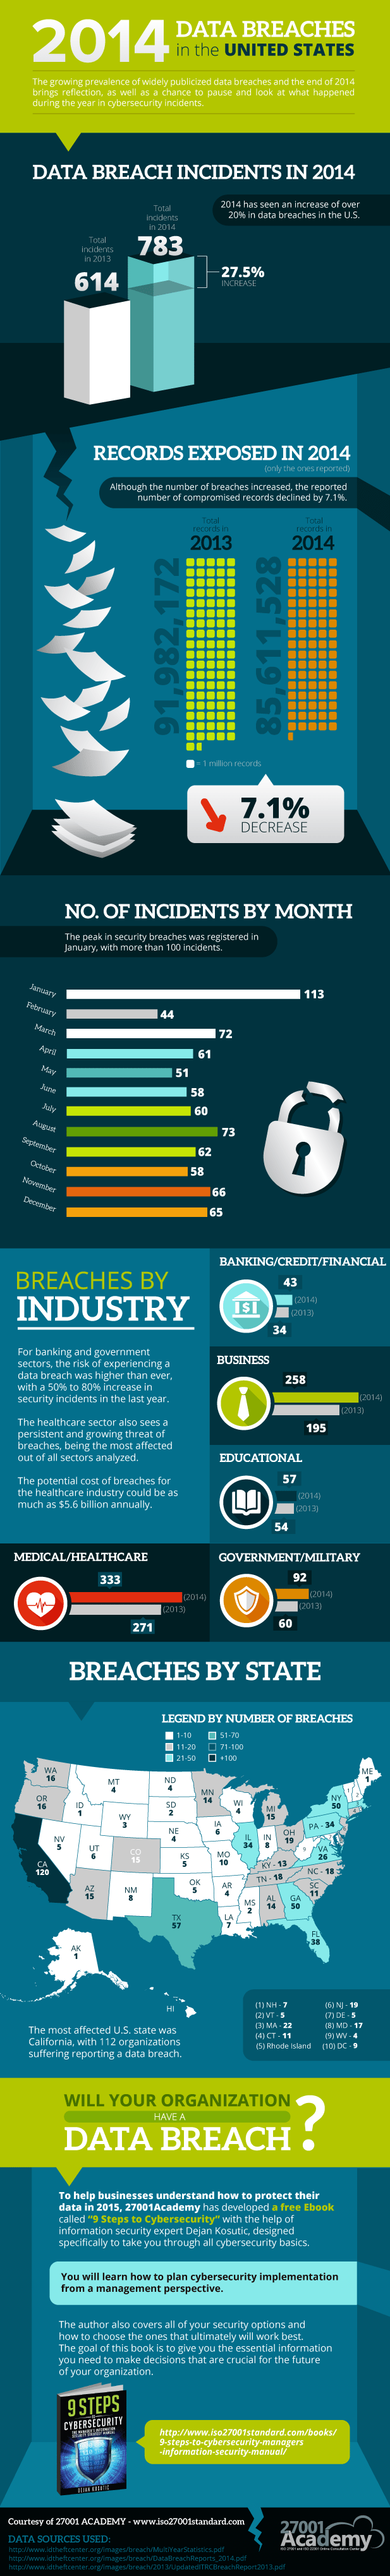 2014
DATA BREACHES
in the UNITED STATES
The growing prevalence of widely publicized data breaches and the end of 2014
brings reflection, as well as a chance to pause and look at what happened
during the year in cybersecurity incidents.
DATA BREACH INCIDENTS IN 2014
2014 has seen an increase of over
20% in data breaches in the U.S.
Total
incidents
in 2014
783
Total
incidents
in 2013
614
27.5%
INCREASE
RECORDS EXPOSED IN 2014
(only the ones reported)
Although the number of breaches increased, the reported
number of compromised records declined by 7.1%.
Total
records in
2013
91,982,172
Total
records in
2014
85,611,528
= 1 million records
7.1%
DECREASE
NO. OF INCIDENTS BY MONTH
The peak in security breaches was registered in
January, with more than 100 incidents.
January 113
February 44
March 72
April 61
May 51
June 58
July 60
August 73
September 62
October 58
November 66
December 65
BREACHES BY
INDUSTRY
For banking and government
sectors, the risk of experiencing a
data breach was higher than ever,
with a 50% to 80% increase in
security incidents in the last year.
The healthcare sector also sees a
persistent and growing threat of
breaches, being the most affected
out of all sectors analyzed.
The potential cost of breaches for
the healthcare industry could be as
much as $5.6 billion annually.
BANKING/CREDIT/FINANCIAL
43
(2014)
(2013)
34
BUSINESS
258
(2014)
(2013)
195
EDUCATIONAL
57
(2014)
(2013)
54
MEDICAL/HEALTHCARE
333
(2014)
(2013)
271
GOVERNMENT/MILITARY
92
(2014)
(2013)
60
BREACHES BY STATE
LEGEND BY NUMBER OF BREACHES
1-10
11-20
21-50
51-70
71-100
+100
WA
16
OR
16
CA
120
NV
5
ID
1
MT
4
WY
3
UT
6
CO
15
AZ
15
NM
8
ND
4
SD
2
NE
4
KS
5
OK
5
TX
57
MN
14
IA
6
MO
10
AR
4
LA
7
WI
4
IL
34
MS
2
MI
15
IN
8
OH
19
KY - 13
TN - 18
AL
14
GA
50
FL
38
SC
11
NC - 18
VA
26
PA - 34
NY
50
ME
1
AK
1
HI
(1) NH - 7
(2) VT - 5
(3) MA - 22
(4) CT - 11
(5) Rhode Island
(6) NJ - 19
(7) DE - 5
(8) MD - 17
(9) WV - 4
(10) DC - 9
The most affected U.S. state was
California, with 112 organizations
suffering reporting a data breach.
WILL YOUR ORGANIZATION
HAVE A
DATA BREACH ?
To help businesses understand how to protect their
data in 2015, 27001Academy has developed a free Ebook
called "9 Steps to Cybersecurity" with the help of
information security expert Dejan Kosutic, designed
specifically to take you through all cybersecurity basics.
You will learn how to plan cybersecurity implementation
from a management perspective.
The author also covers all of your security options and
how to choose the ones that ultimately will work best.
The goal of this book is to give you the essential information
you need to make decisions that are crucial for the future
of your organization.
9 STEPS
TO
CYBERSECURITY
DEJAN KOSUTIC
http://www.iso27001standard.com/books/
9-steps-to-cybersecurity-managers
-information-security-manual/
Courtesy of 27001 ACADEMY - www.iso27001standard.com
DATA SOURCES USED:
http://www.idtheftcenter.org/images/breach/MultiYearStatistics.pdf
http://www.idtheftcenter.org/images/breach/DataBreachReports_2014.pdf
http://www.idtheftcenter.org/images/breach/2013/UpdatedITRCBreachReport2013.pdf
27001
Academy